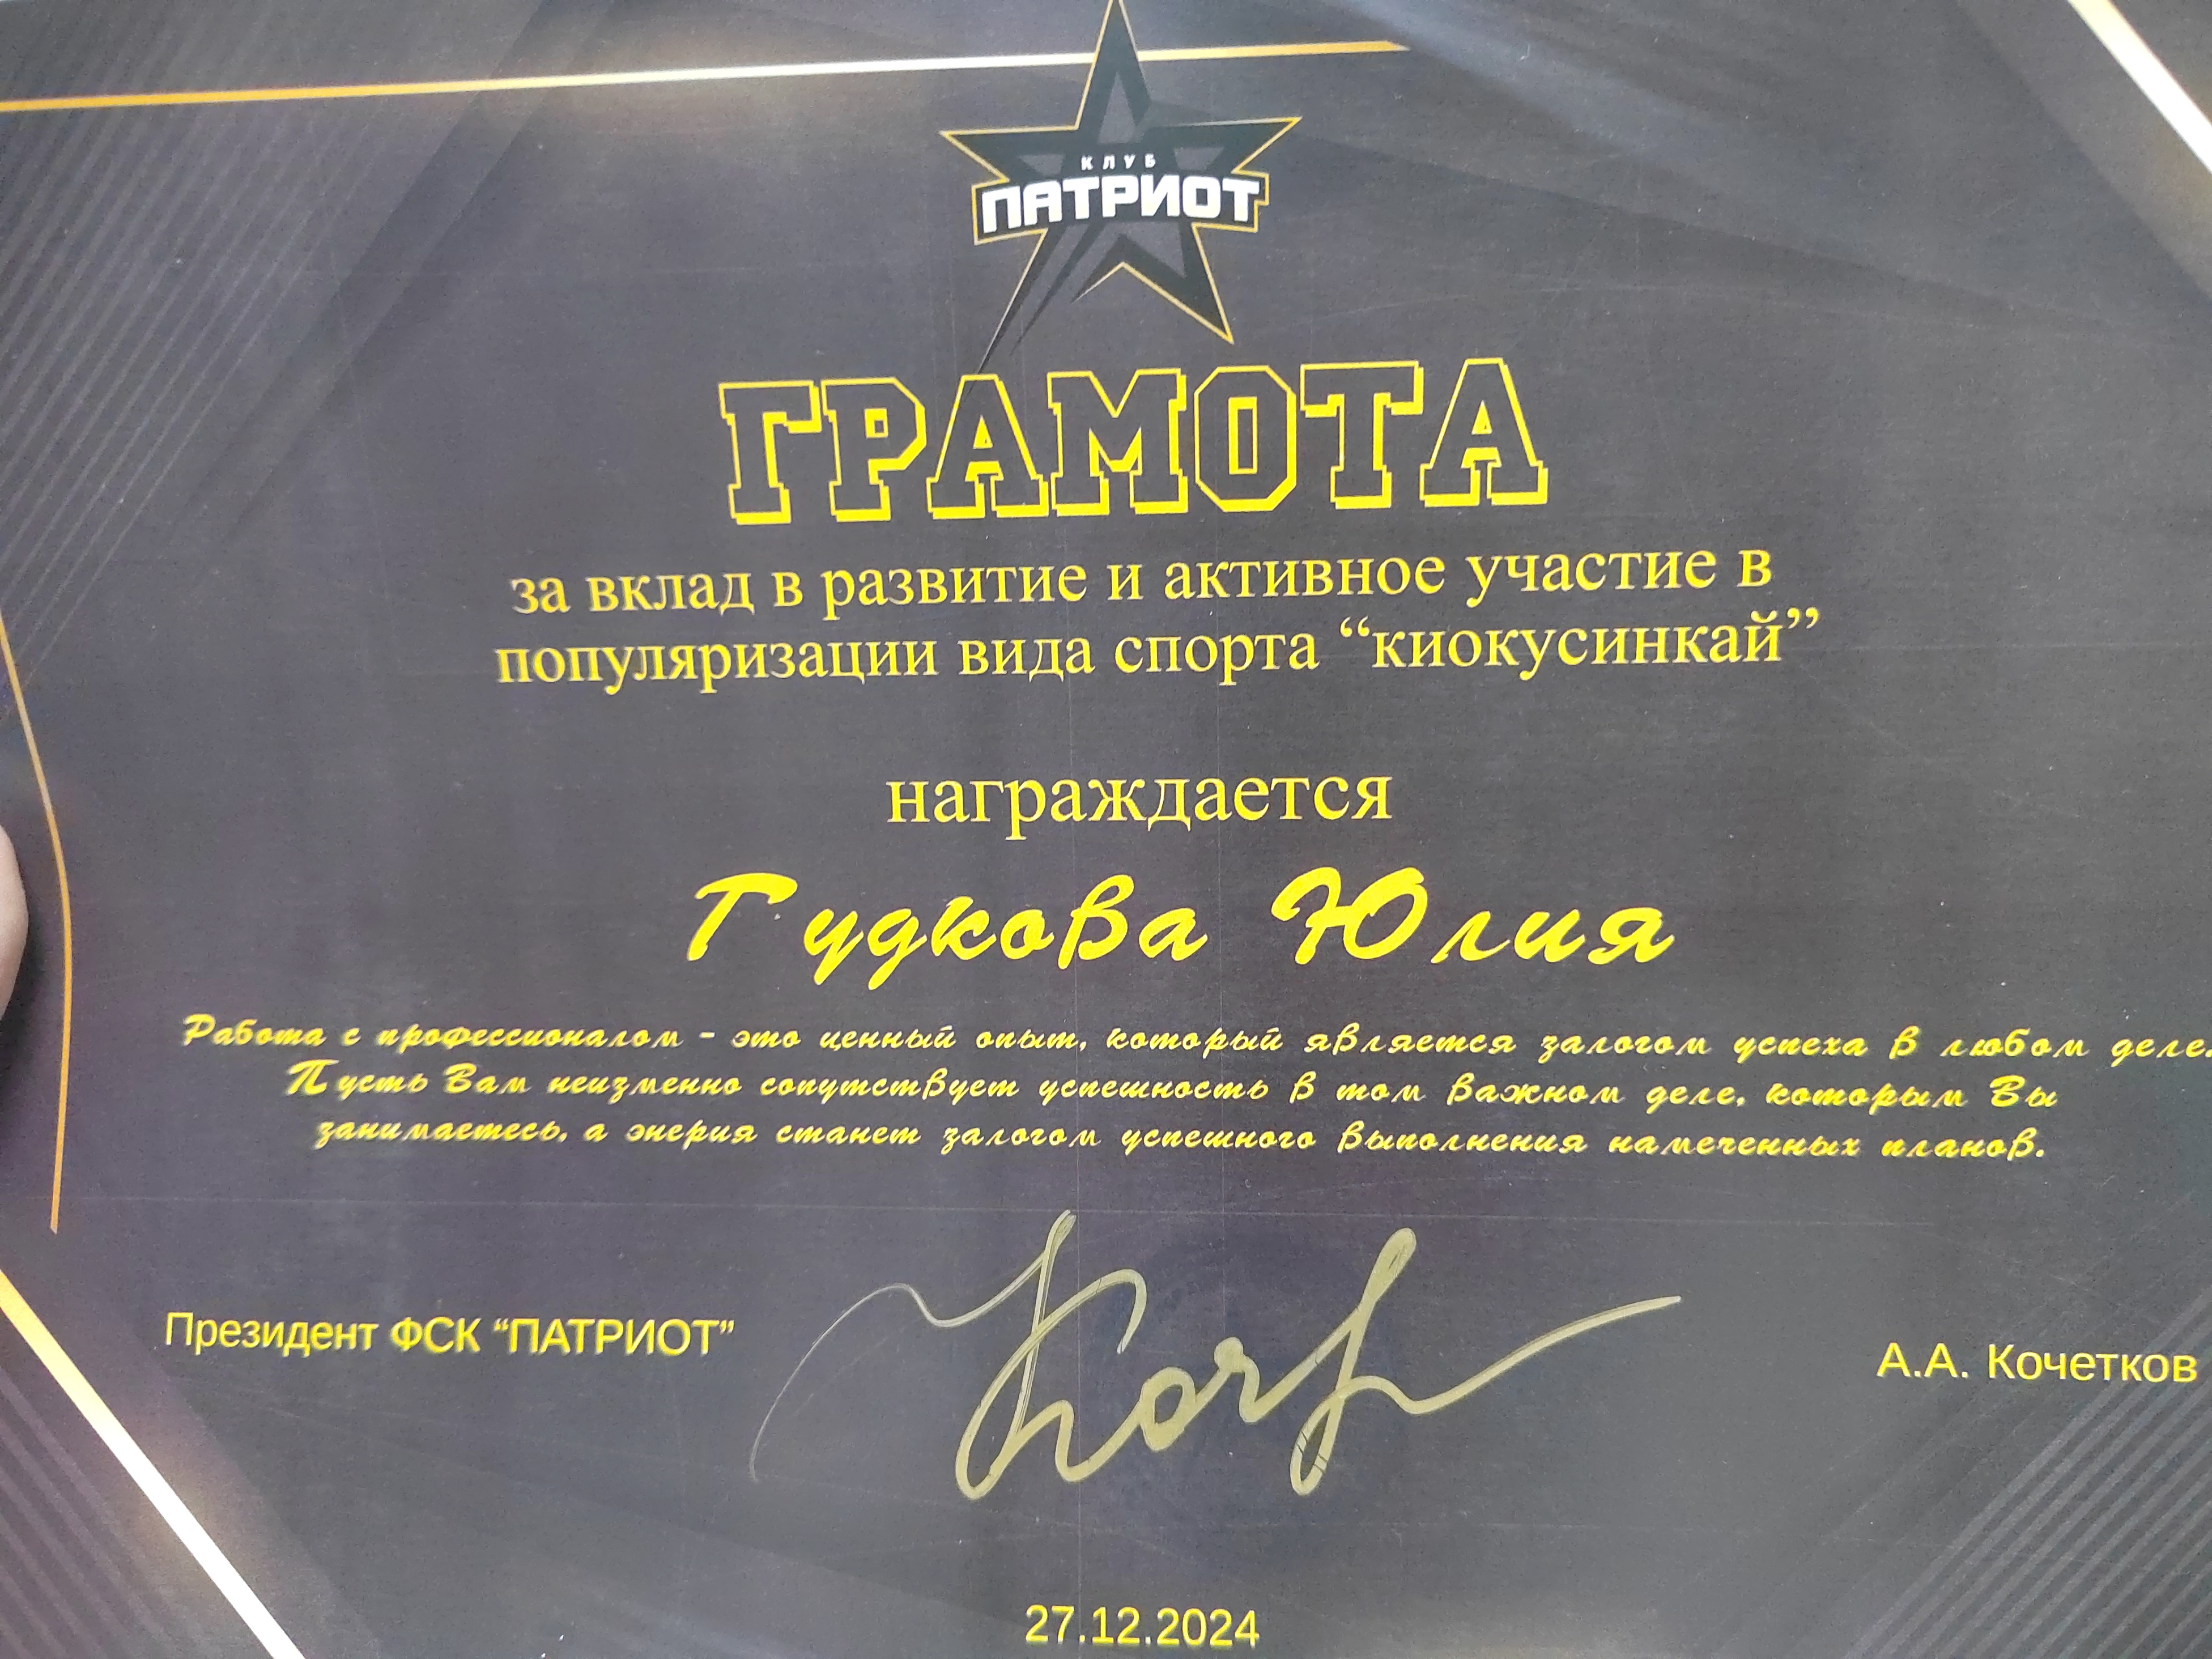 КЛУБ
ПАТРИОТ
ГРАМОТА
за вклад в развитие и активное участие в
популяризации вида спорта “киокусинкай”
награждается
Гудкова Юлия
Работа с профессионалом - это ценный опыт, который является залогом успеха в любом деле.
Пусть Вам неизменно сопутствует успешность в том важном деле, которым Вы
занимаетесь, а энерия станет залогом успешного выполнения намеченных планов.
Президент ФСК “ПАТРИОТ”
А.А. Кочетков
27.12.2024